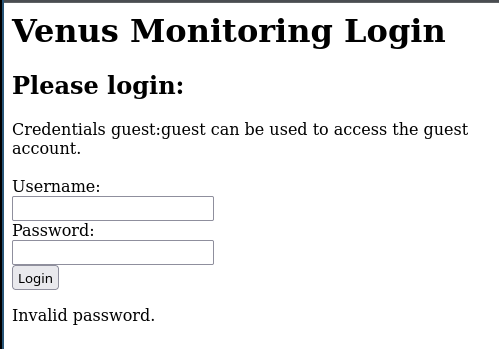 Venus Monitoring Login
Please login:
Credentials guest:guest can be used to access the guest
account.
Username:
Password:
Login
Invalid password.